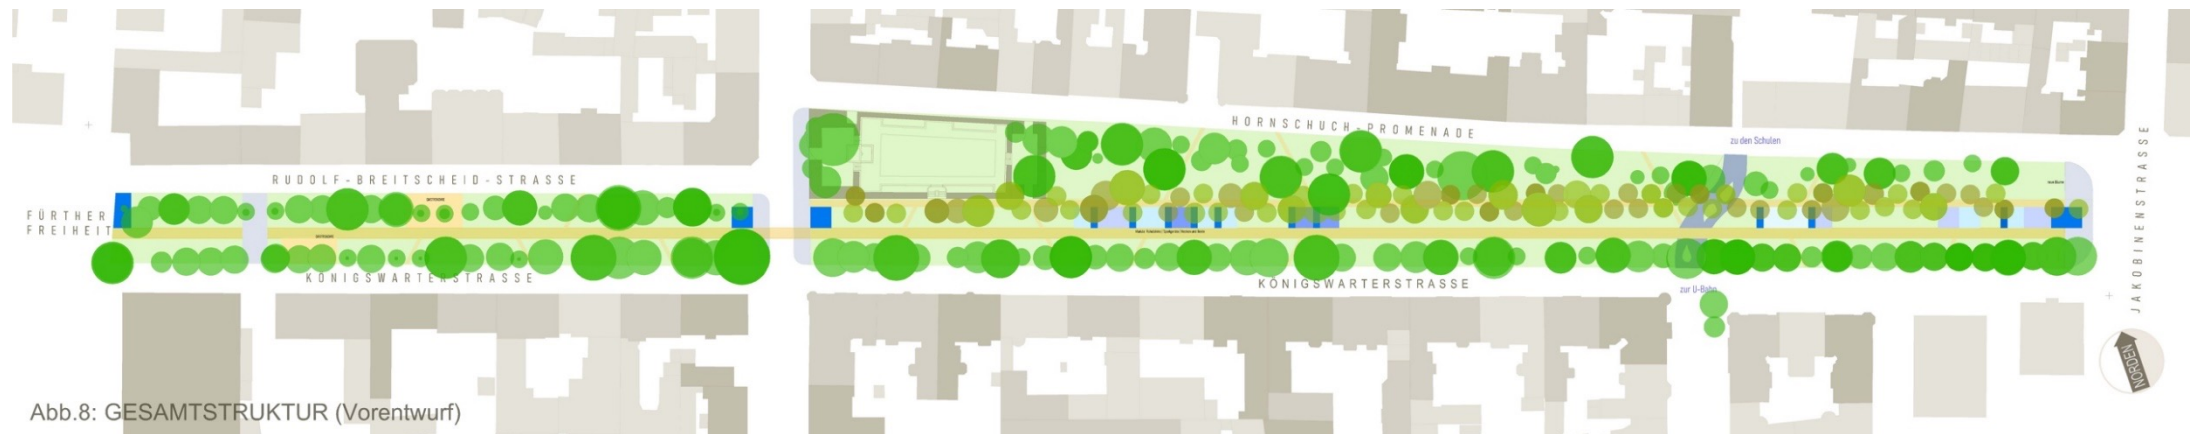 HORNSCHUCH-PROMENADE
zu den Schulen
RUDOLF-BREITSCHEID-STRASSE
FÜRTHER
FREIHEIT
KÖNIGSWARTERSTRASSE
KÖNIGSWARTERSTRASSE
zur U-Bahn
JAKOBINENSTRASSE
NORDEN
Abb.8: GESAMTSTRUKTUR (Vorentwurf)